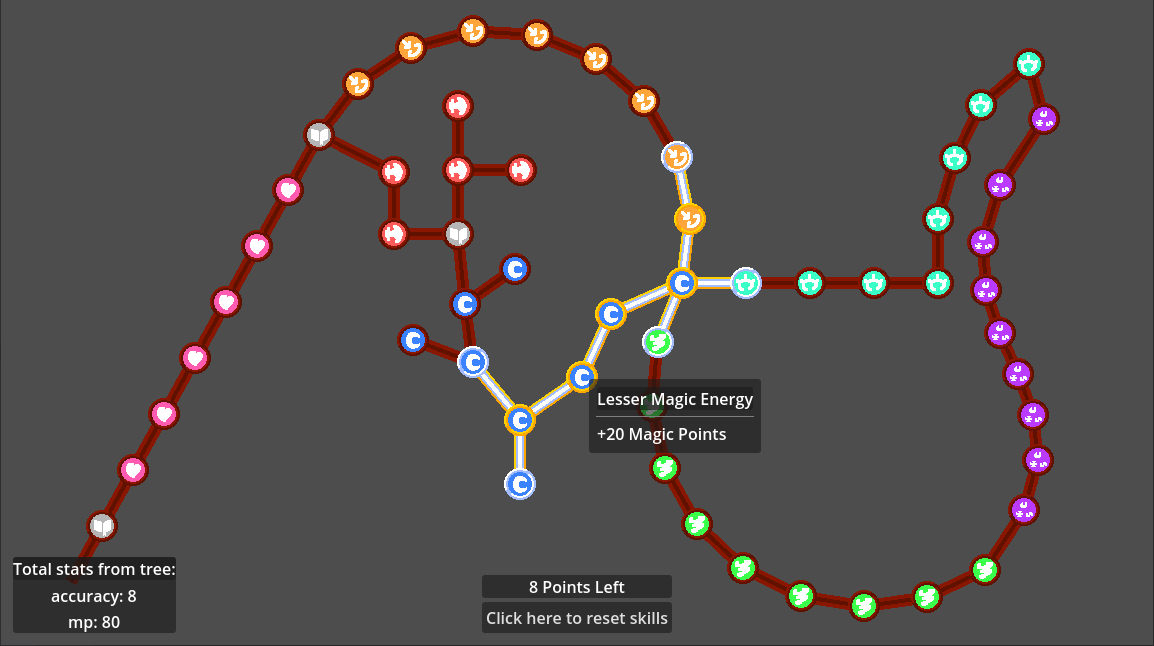 Lesser Magic Energy
+20 Magic Points
Total stats from tree:
accuracy: 8
mp: 80
8 Points Left
Click here to reset skills